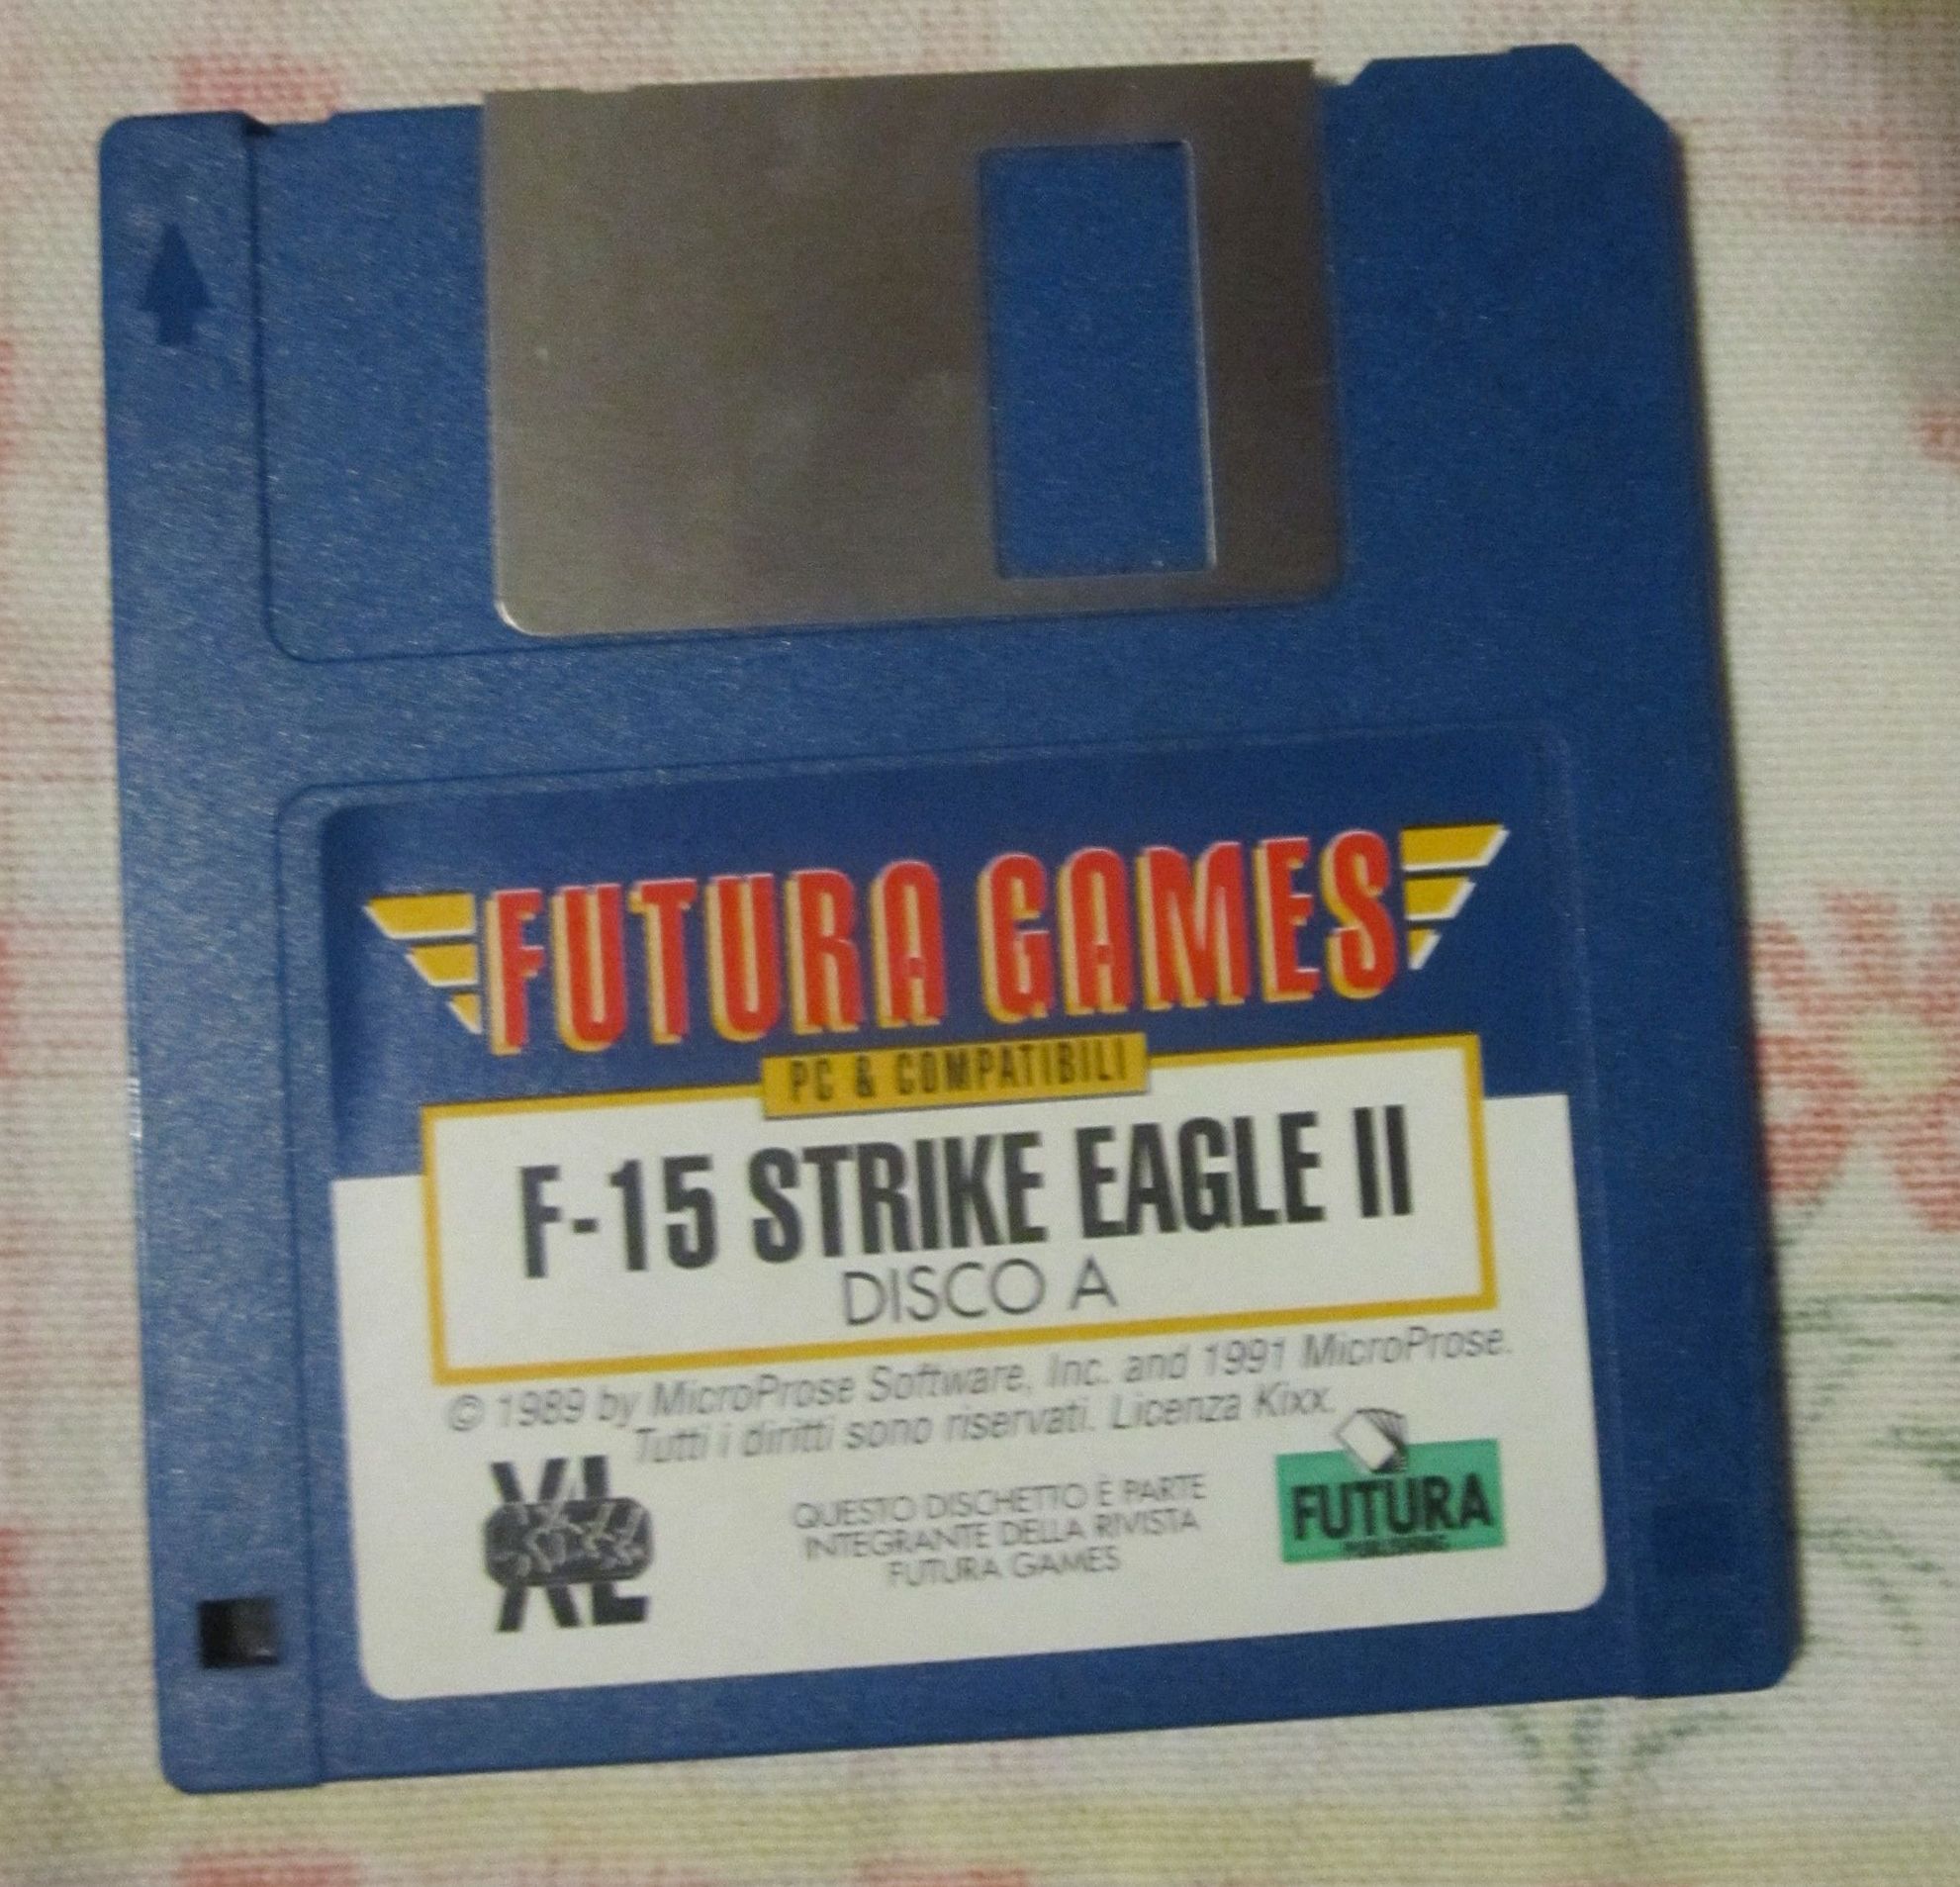 FUTURA GAMES
PC & COMPATIBILI
F-15 STRIKE EAGLE II
DISCO A
© 1989 by MicroProse Software, Inc. and 1991 MicroProse.
Tutti i diritti sono riservati. Licenza Kixx.
XL
QUESTO DISCHETTO È PARTE
INTEGRANTE DELLA RIVISTA
FUTURA GAMES
FUTURA
PUBLISHING